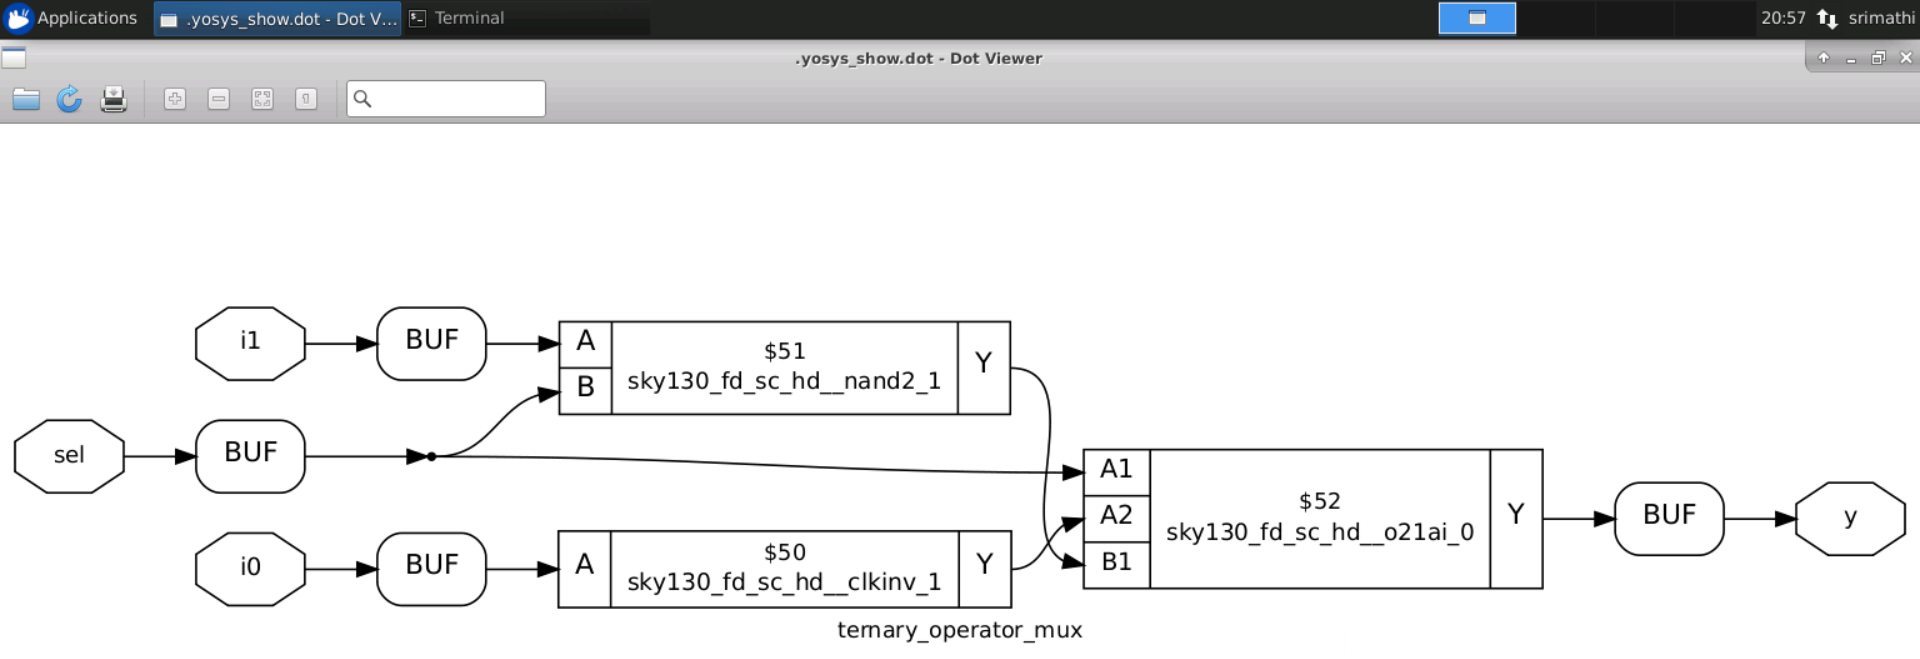 Applications
.yosys_show.dot - Dot V...
Terminal
20:57
srimathi
.yosys_show.dot - Dot Viewer
i1
BUF
A
B
$51
sky130_fd_sc_hd__nand2_1
Y
sel
BUF
i0
BUF
A
$50
sky130_fd_sc_hd__clkinv_1
Y
A1
A2
B1
$52
sky130_fd_sc_hd__o21ai_0
Y
BUF
y
ternary_operator_mux